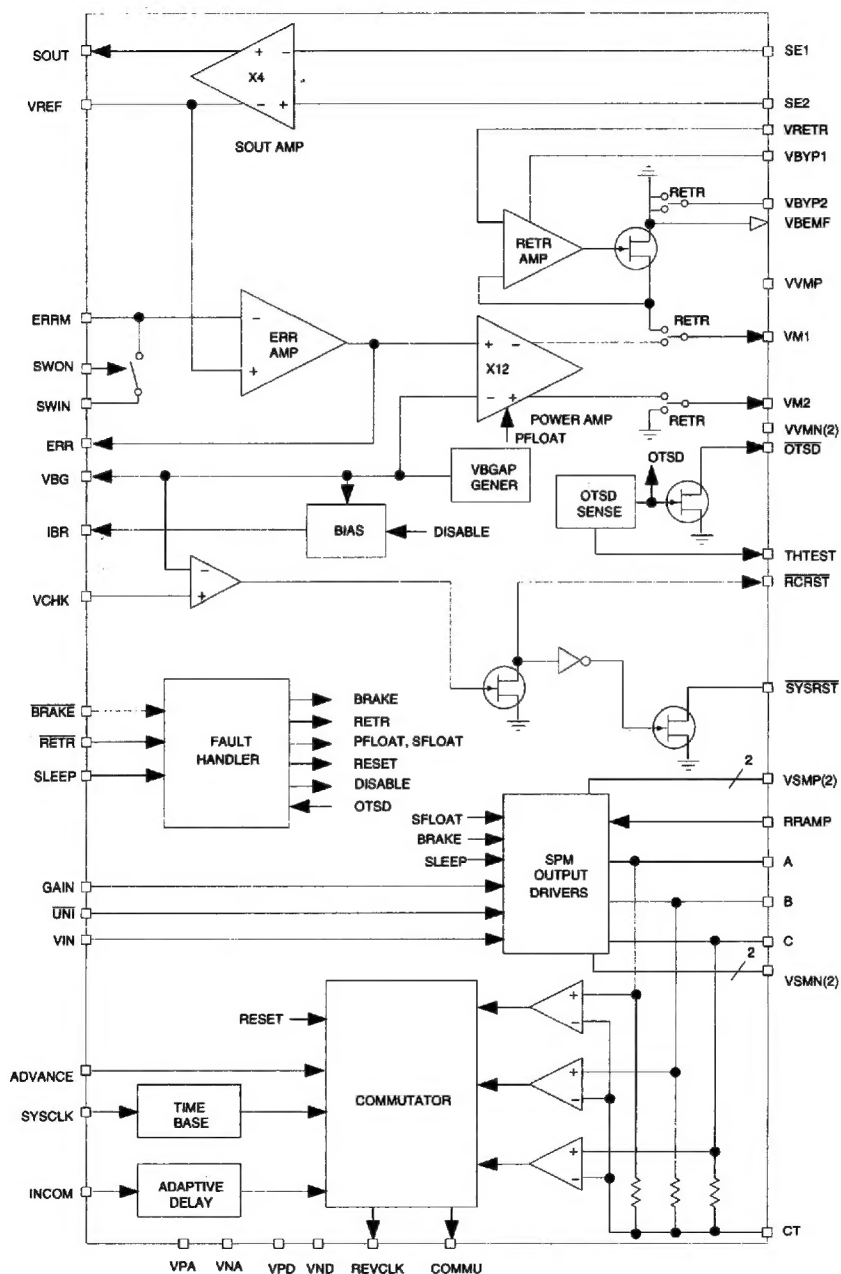 SOUT
VREF
+
−
X4
−
+
SOUT AMP
SE1
SE2
VRETR
VBYP1
RETR
VBYP2
VBEMF
RETR
AMP
VVMP
ERRM
SWON
SWIN
−
ERR
AMP
+
+
−
X12
−
+
POWER AMP
PFLOAT
RETR
VM1
VM2
RETR
VVMN(2)
OTSD
ERR
VBG
IBR
VBGAP
GENER
BIAS
DISABLE
OTSD
OTSD
SENSE
THTEST
RCRST
VCHK
−
+
SYSRST
BRAKE
RETR
SLEEP
FAULT
HANDLER
BRAKE
RETR
PFLOAT, SFLOAT
RESET
DISABLE
OTSD
2
VSMP(2)
SFLOAT
BRAKE
SLEEP
SPM
OUTPUT
DRIVERS
RRAMP
A
B
C
GAIN
UNI
VIN
2
VSMN(2)
RESET
COMMUTATOR
+
−
+
−
+
−
ADVANCE
SYSCLK
TIME
BASE
INCOM
ADAPTIVE
DELAY
CT
VPA
VNA
VPD
VND
REVCLK
COMMU